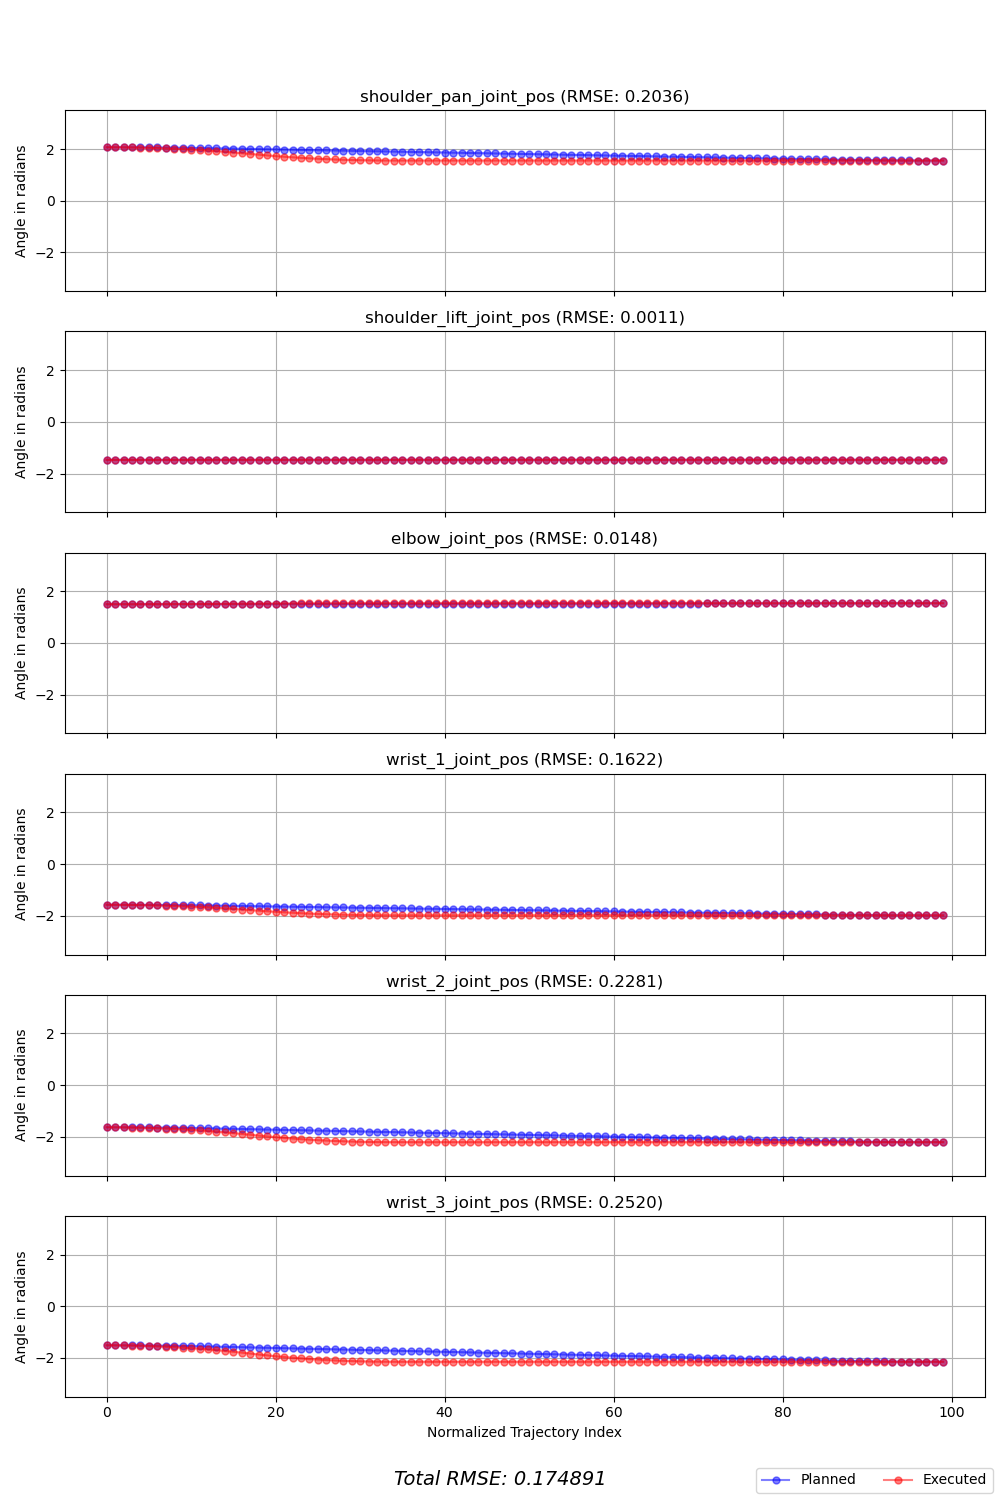 shoulder_pan_joint_pos (RMSE: 0.2036)
Angle in radians
2
0
−2
shoulder_lift_joint_pos (RMSE: 0.0011)
Angle in radians
2
0
−2
elbow_joint_pos (RMSE: 0.0148)
Angle in radians
2
0
−2
wrist_1_joint_pos (RMSE: 0.1622)
Angle in radians
2
0
−2
wrist_2_joint_pos (RMSE: 0.2281)
Angle in radians
2
0
−2
wrist_3_joint_pos (RMSE: 0.2520)
Angle in radians
2
0
−2
0 20 40 60 80 100
Normalized Trajectory Index
Total RMSE: 0.174891
Planned Executed